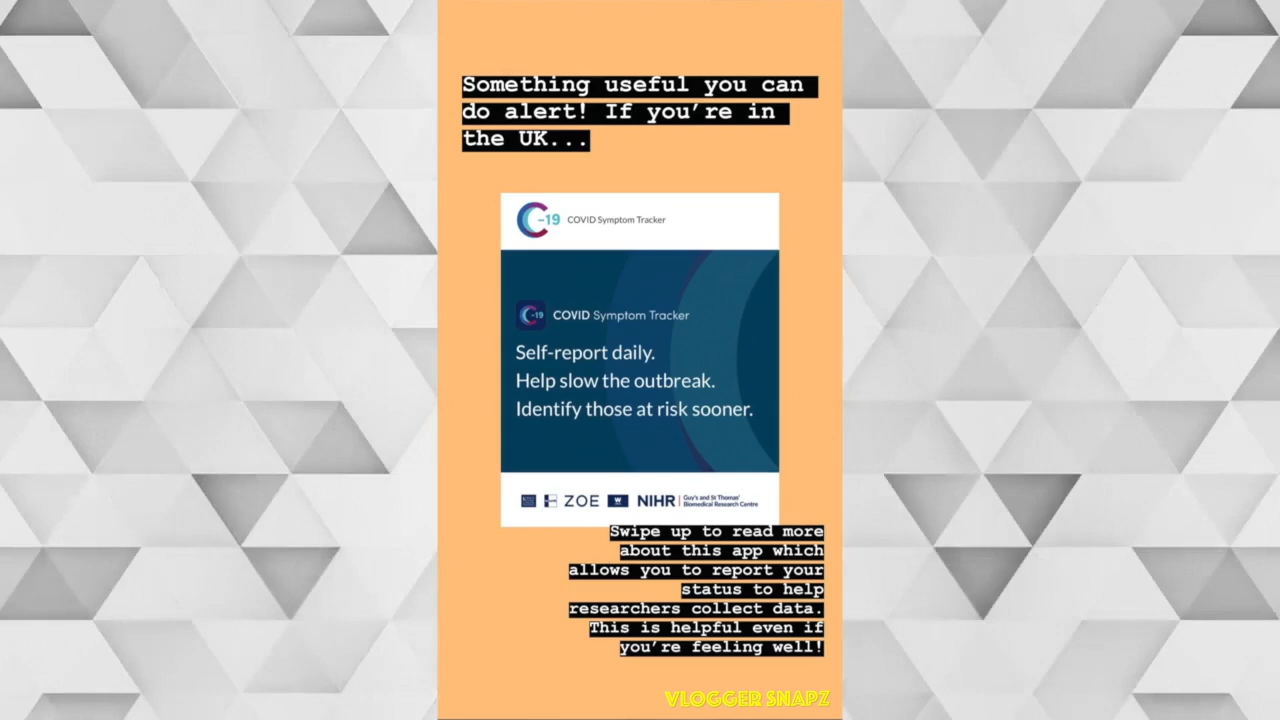 Something useful you can
do alert! If you’re in
the UK...
C-19 COVID Symptom Tracker
C-19 COVID Symptom Tracker
Self-report daily.
Help slow the outbreak.
Identify those at risk sooner.
ZOE W NIHR Guy's and St Thomas'
Biomedical Research Centre
Swipe up to read more
about this app which
allows you to report your
status to help
researchers collect data.
This is helpful even if
you’re feeling well!
VLOGGER SNAPZ